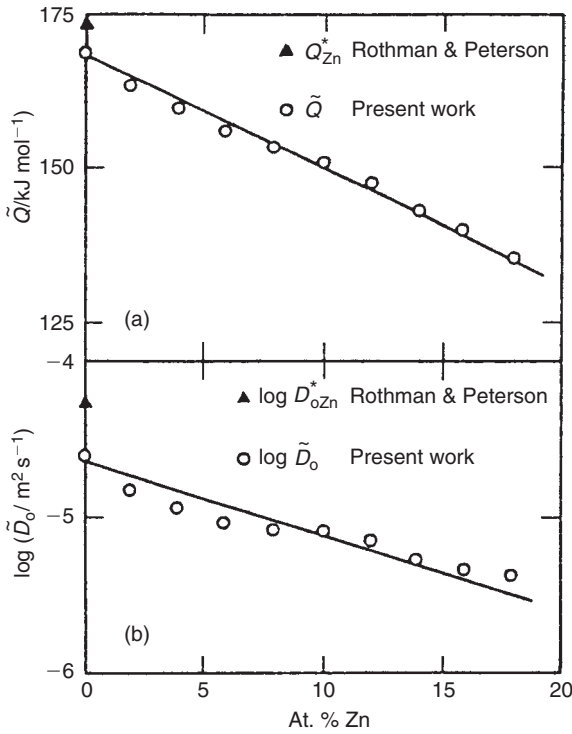 175
▲ Q*Zn Rothman & Peterson
○ Q̃ Present work
150
Q̃/kJ mol⁻¹
125
(a)
−4
▲ log D*oZn Rothman & Peterson
○ log D̃o Present work
−5
log (D̃o/ m² s⁻¹)
(b)
−6
0 5 10 15 20
At. % Zn